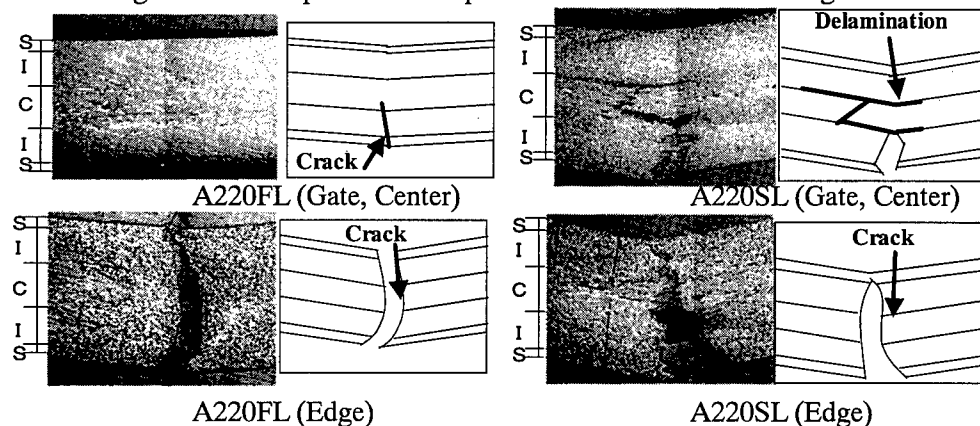 Delamination
S
I
C
I
S
Crack
S
I
C
I
S
A220FL (Gate, Center)
A220SL (Gate, Center)
S
I
C
I
S
Crack
S
I
C
I
S
Crack
A220FL (Edge)
A220SL (Edge)